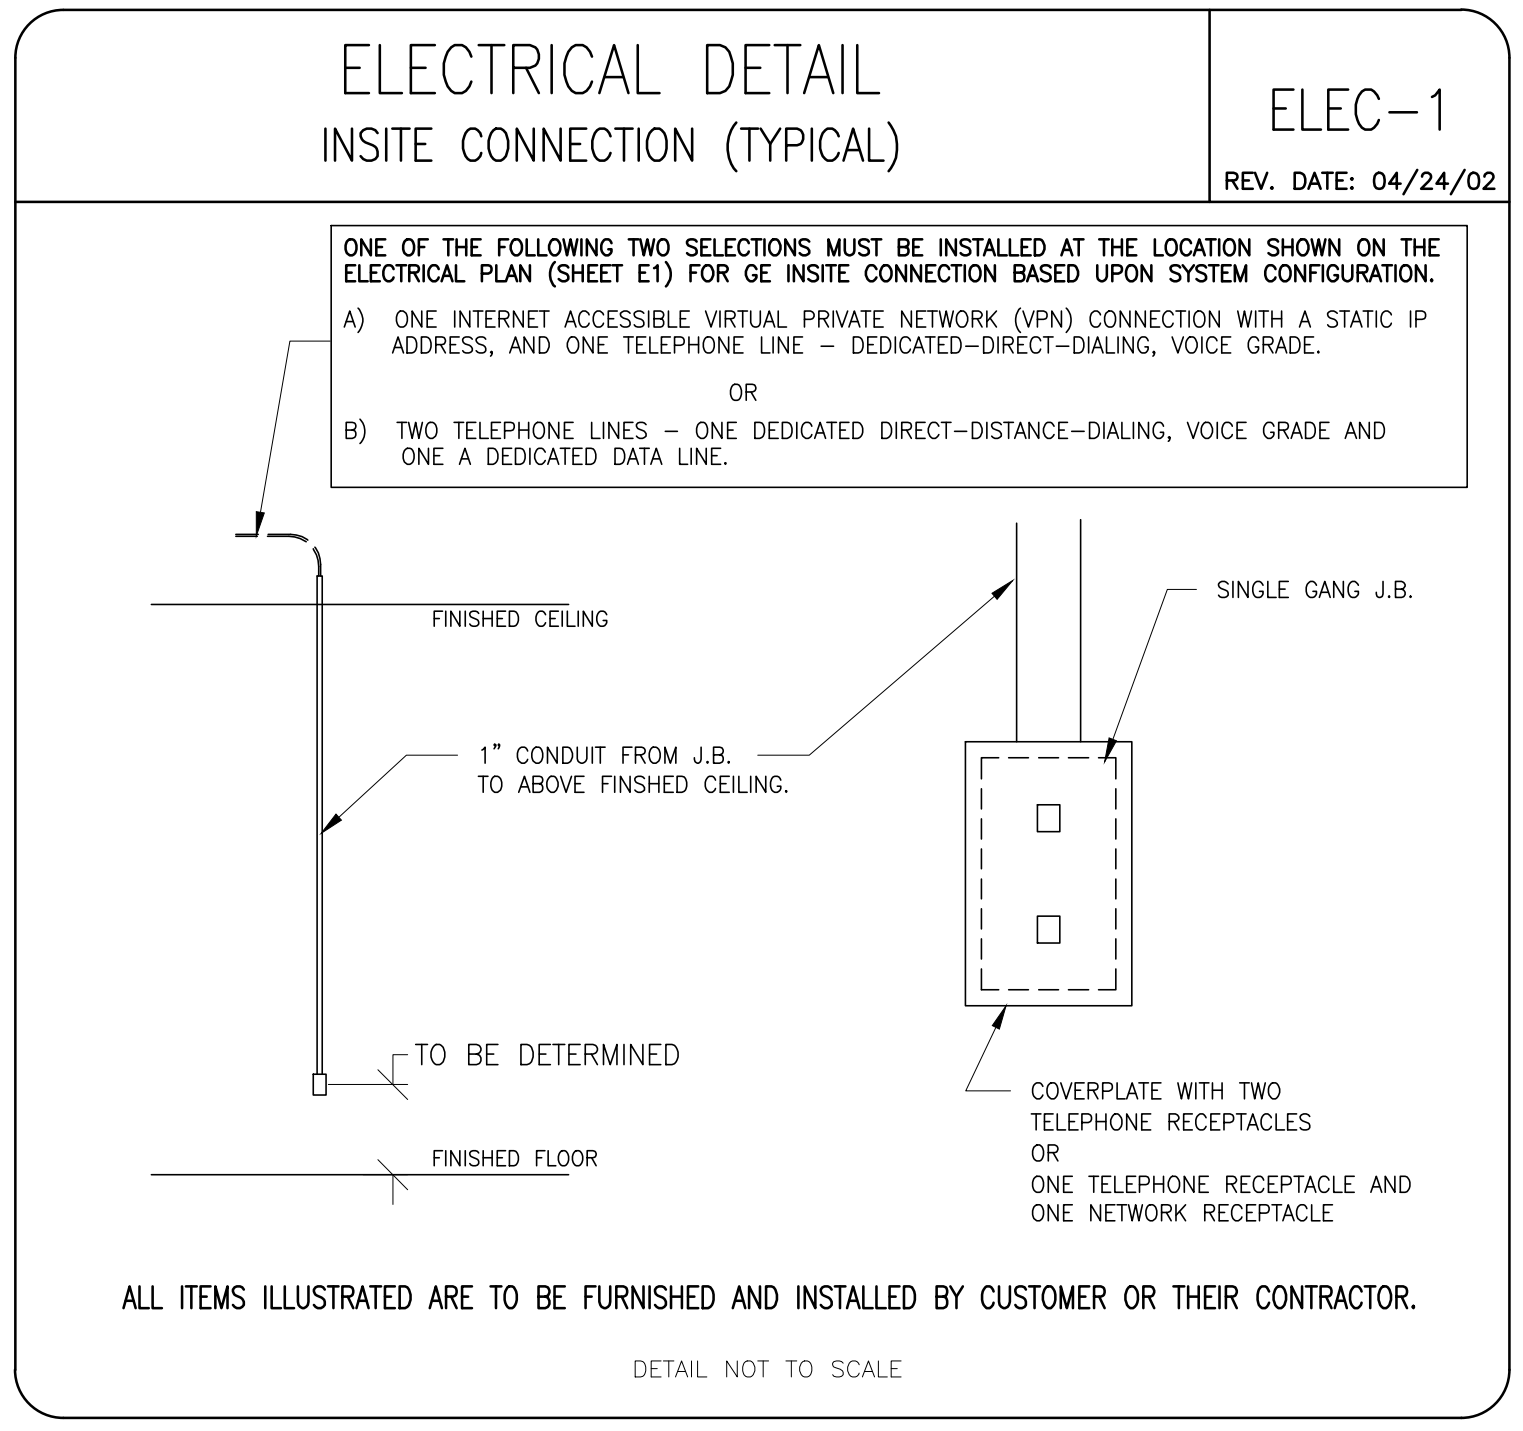 ELECTRICAL DETAIL
INSITE CONNECTION (TYPICAL)
ELEC-1
REV. DATE: 04/24/02
ONE OF THE FOLLOWING TWO SELECTIONS MUST BE INSTALLED AT THE LOCATION SHOWN ON THE
ELECTRICAL PLAN (SHEET E1) FOR GE INSITE CONNECTION BASED UPON SYSTEM CONFIGURATION.
A) ONE INTERNET ACCESSIBLE VIRTUAL PRIVATE NETWORK (VPN) CONNECTION WITH A STATIC IP
ADDRESS, AND ONE TELEPHONE LINE - DEDICATED-DIRECT-DIALING, VOICE GRADE.
OR
B) TWO TELEPHONE LINES - ONE DEDICATED DIRECT-DISTANCE-DIALING, VOICE GRADE AND
ONE A DEDICATED DATA LINE.
FINISHED CEILING
SINGLE GANG J.B.
1" CONDUIT FROM J.B.
TO ABOVE FINSHED CEILING.
TO BE DETERMINED
FINISHED FLOOR
COVERPLATE WITH TWO
TELEPHONE RECEPTACLES
OR
ONE TELEPHONE RECEPTACLE AND
ONE NETWORK RECEPTACLE
ALL ITEMS ILLUSTRATED ARE TO BE FURNISHED AND INSTALLED BY CUSTOMER OR THEIR CONTRACTOR.
DETAIL NOT TO SCALE